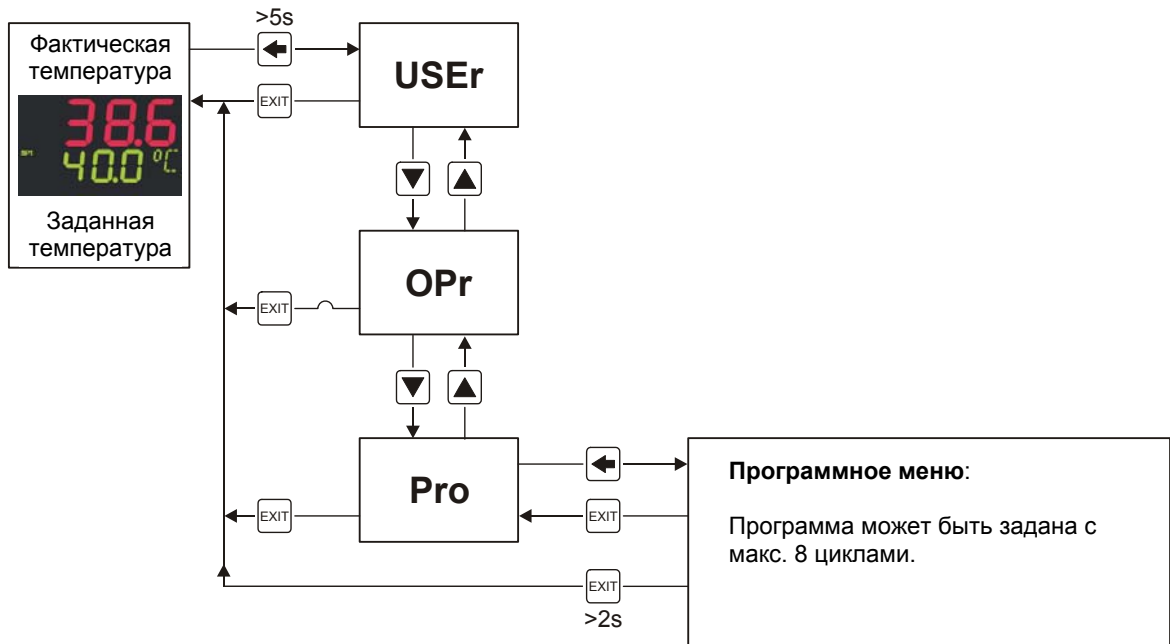 >5s
Фактическая
температура
38.6
40.0 °C
Заданная
температура
EXIT
USEr
OPr
EXIT
Pro
EXIT
EXIT
EXIT
>2s
Программное меню:
Программа может быть задана с
макс. 8 циклами.